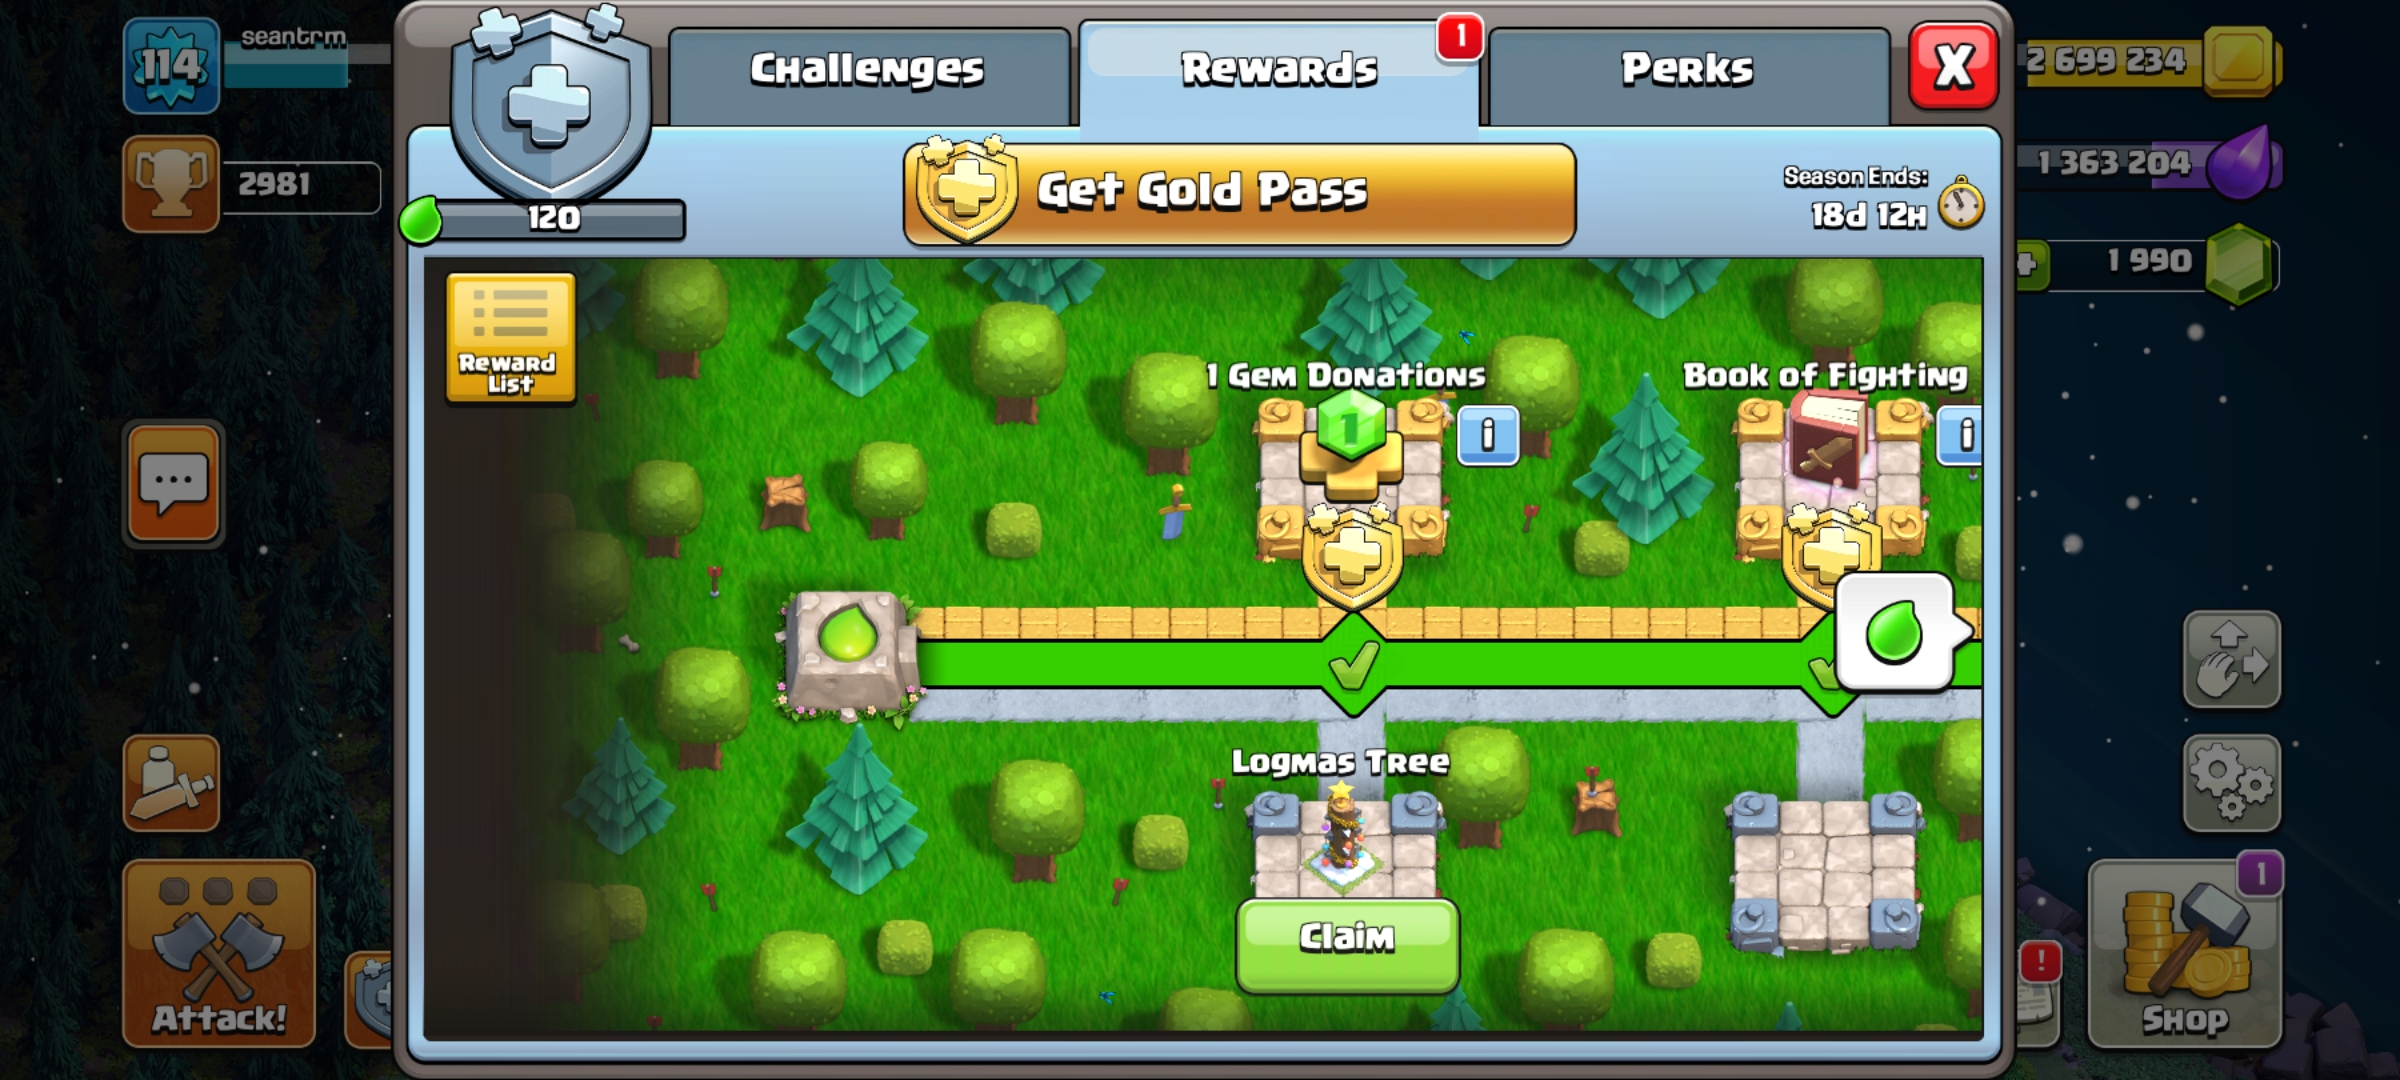 114
seantrm
2981
Challenges
Rewards
1
Perks
X
2 699 234
1 363 204
1 990
120
Get Gold Pass
Season Ends:
18d 12h
Reward
List
1 Gem Donations
1
i
Book of Fighting
i
Logmas Tree
Claim
Attack!
!
1
Shop